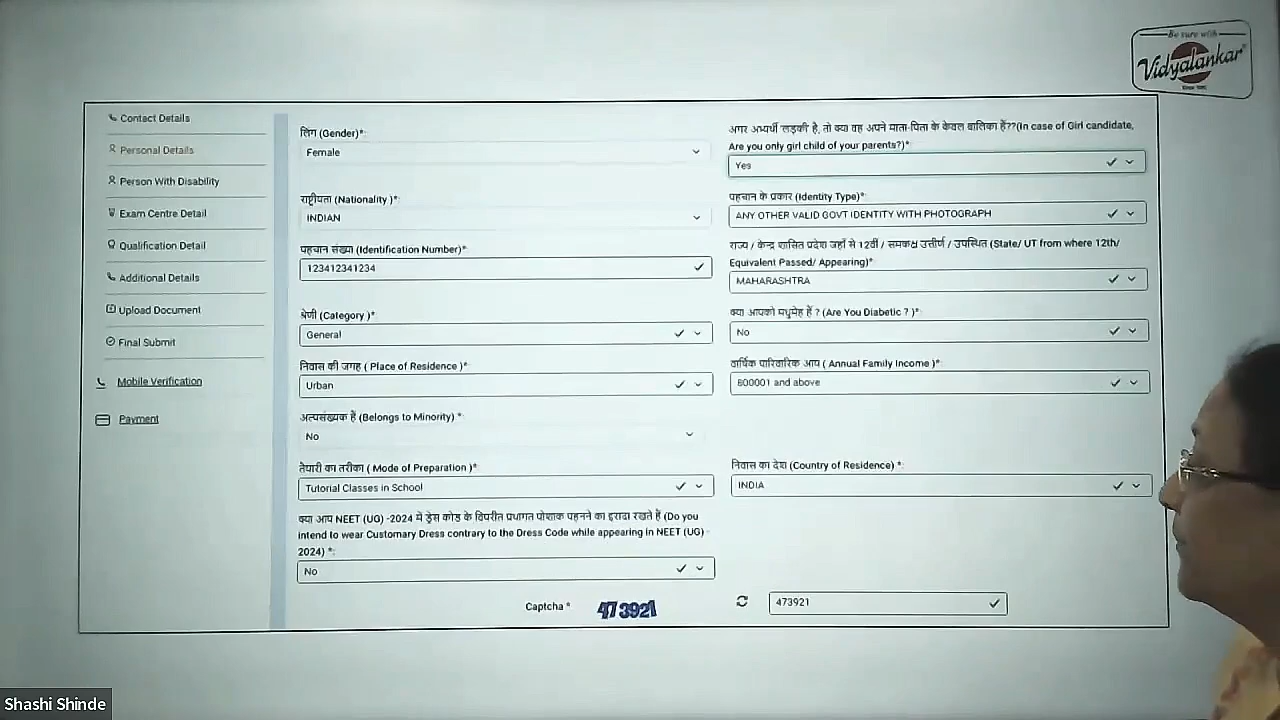 Be sure with
Vidyalankar
Contact Details
Personal Details
Person With Disability
Exam Centre Detail
Qualification Detail
Additional Details
Upload Document
Final Submit
Mobile Verification
Payment
लिंग (Gender)*:
Female
अगर अभ्यर्थी 'लड़की' है, तो क्या वह अपने माता-पिता के केवल बालिका हैं??(In case of Girl candidate,
Are you only girl child of your parents?)*
Yes
राष्ट्रीयता (Nationality )*:
INDIAN
पहचान के प्रकार (Identity Type)*:
ANY OTHER VALID GOVT IDENTITY WITH PHOTOGRAPH
पहचान संख्या (Identification Number)*:
123412341234
राज्य / केन्द्र शासित प्रदेश जहाँ से 12वीं / समकक्ष उत्तीर्ण / उपस्थित (State/ UT from where 12th/
Equivalent Passed/ Appearing)*
MAHARASHTRA
श्रेणी (Category )*:
General
क्या आपको मधुमेह हैं ? (Are You Diabetic ? )*:
No
निवास की जगह ( Place of Residence )*:
Urban
वार्षिक पारिवारिक आय ( Annual Family Income )*:
800001 and above
अल्पसंख्यक हैं (Belongs to Minority) *:
No
तैयारी का तरीका ( Mode of Preparation )*:
Tutorial Classes in School
निवास का देश (Country of Residence) *:
INDIA
क्या आप NEET (UG) -2024 में ड्रेस कोड के विपरीत प्रथागत पोशाक पहनने का इरादा रखते हैं (Do you
intend to wear Customary Dress contrary to the Dress Code while appearing in NEET (UG) -
2024) *:
No
Captcha *
473921
473921
Shashi Shinde